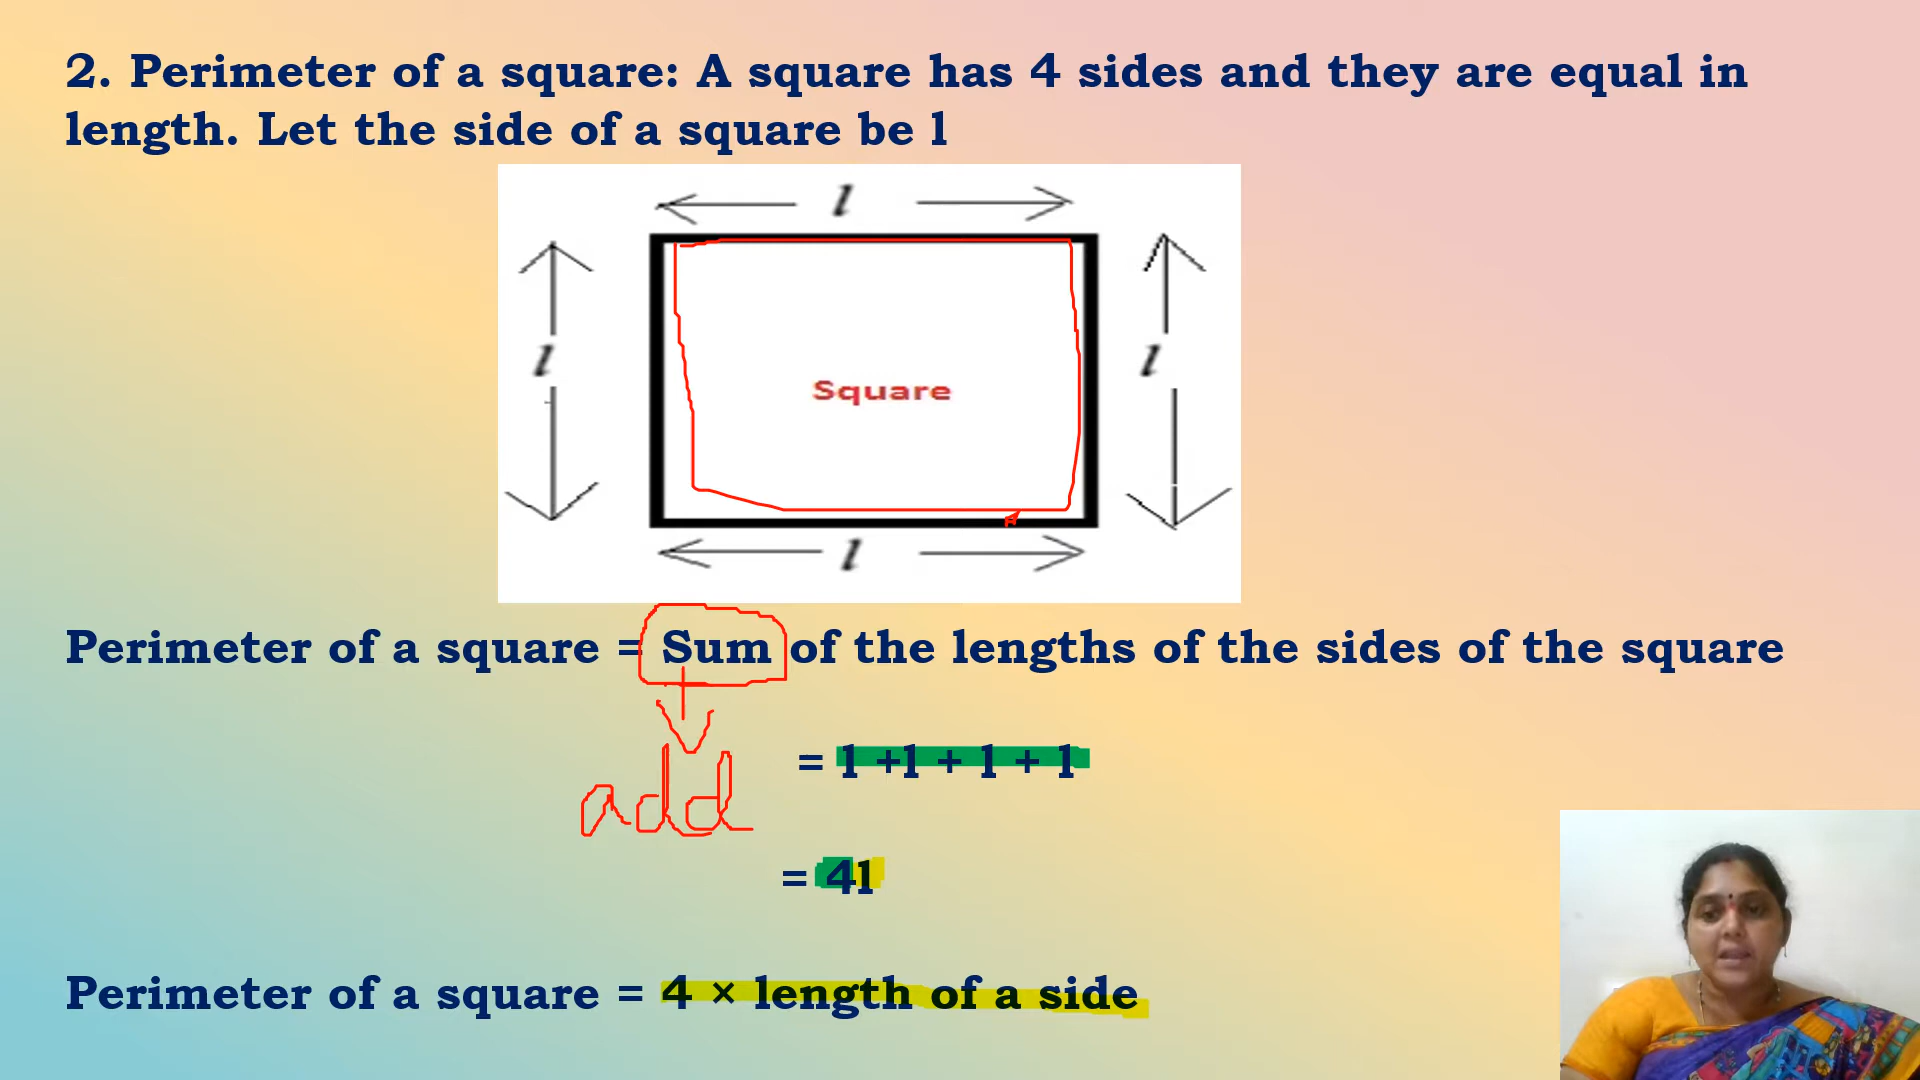 2. Perimeter of a square: A square has 4 sides and they are equal in
length. Let the side of a square be l
l
l
l
Square
l
Perimeter of a square = Sum of the lengths of the sides of the square
= l +l + l + l
add
= 4l
Perimeter of a square = 4 × length of a side